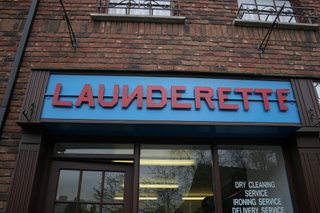 LAUNDERETTE
DRY CLEANING
SERVICE
IRONING SERVICE
DELIVERY SERVICE